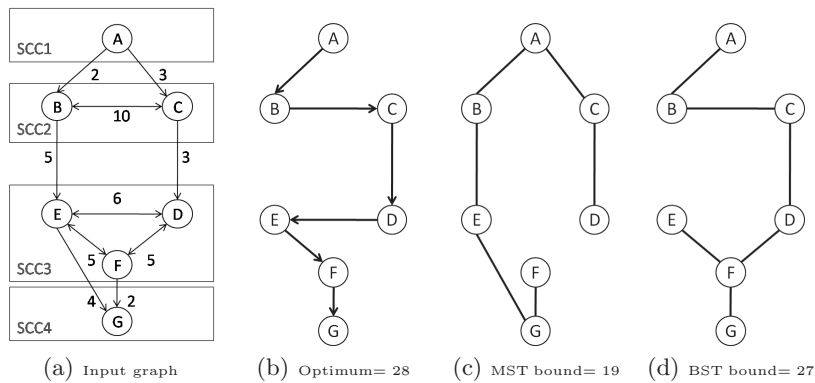 SCC1
A
2
3
SCC2
B
10
C
5
3
SCC3
E
6
D
5
F
5
4
2
SCC4
G
(a) Input graph
A
B
C
E
D
F
G
(b) Optimum= 28
A
B
C
E
D
F
G
(c) MST bound= 19
A
B
C
E
D
F
G
(d) BST bound= 27